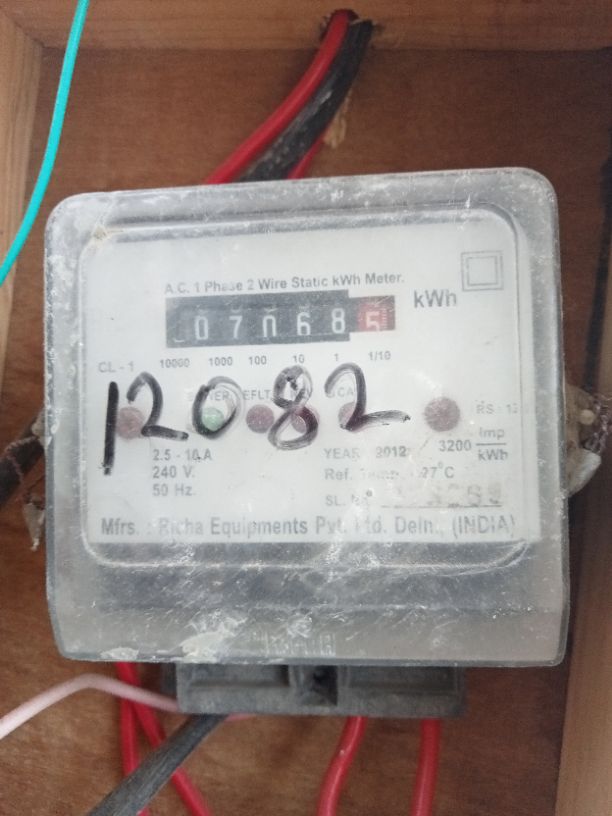 A.C. 1 Phase 2 Wire Static kWh Meter.
070685 kWh
CL - 1 10000 1000 100 10 1 1/10
12082
2.5 - 10 A
240 V.
50 Hz.
YEAR 2012
Ref. Temp. 27°C
3200 Imp/kWh
SL.
Mfrs. : Richa Equipments Pvt. Ltd. Delhi, (INDIA)